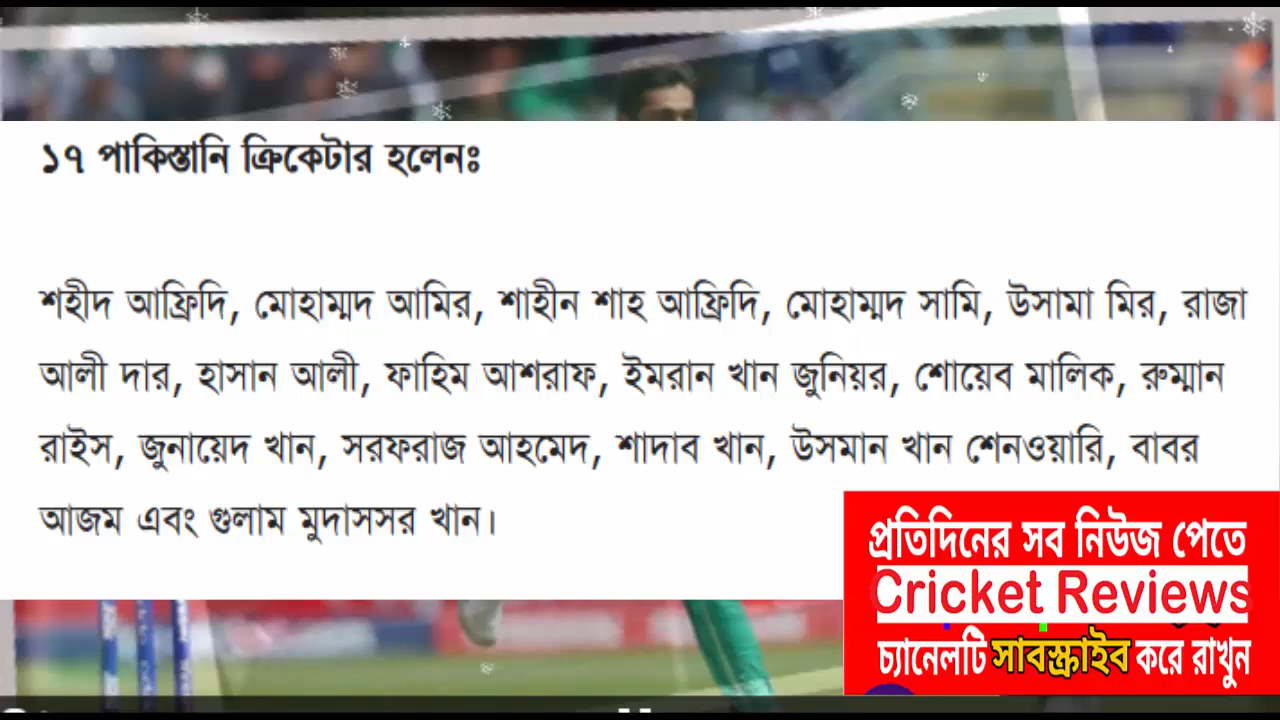 ১৭ পাকিস্তানি ক্রিকেটার হলেনঃ
শহীদ আফ্রিদি, মোহাম্মদ আমির, শাহীন শাহ আফ্রিদি, মোহাম্মদ সামি, উসামা মির, রাজা
আলী দার, হাসান আলী, ফাহিম আশরাফ, ইমরান খান জুনিয়র, শোয়েব মালিক, রুম্মান
রাইস, জুনায়েদ খান, সরফরাজ আহমেদ, শাদাব খান, উসমান খান শেনওয়ারি, বাবর
আজম এবং গুলাম মুদাসসর খান।
প্রতিদিনের সব নিউজ পেতে
Cricket Reviews
চ্যানেলটি সাবস্ক্রাইব করে রাখুন